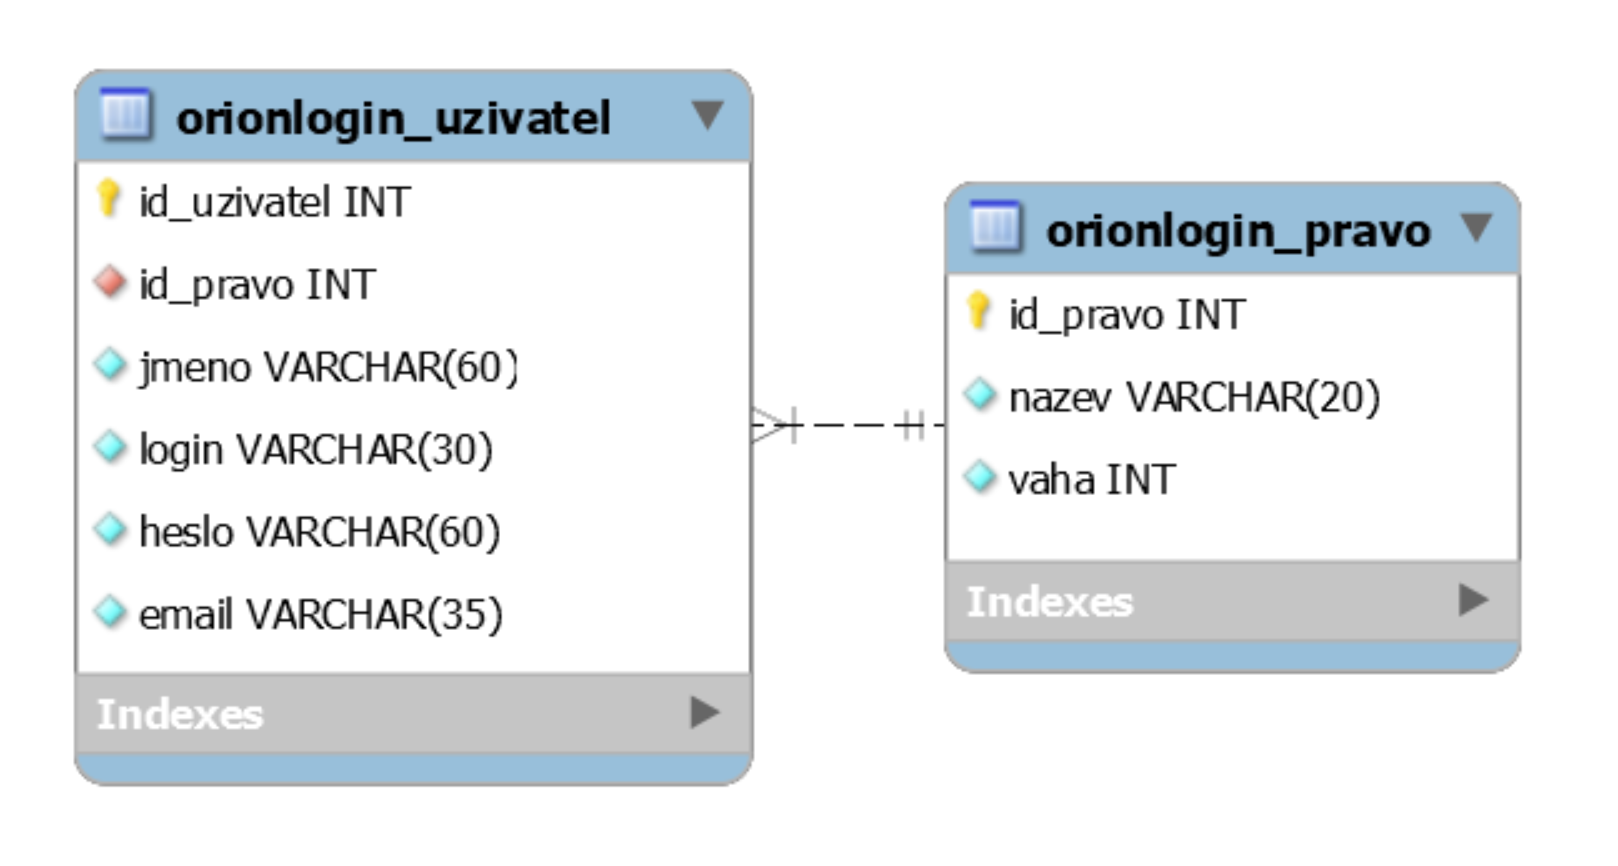 orionlogin_uzivatel
id_uzivatel INT
id_pravo INT
jmeno VARCHAR(60)
login VARCHAR(30)
heslo VARCHAR(60)
email VARCHAR(35)
Indexes
orionlogin_pravo
id_pravo INT
nazev VARCHAR(20)
vaha INT
Indexes